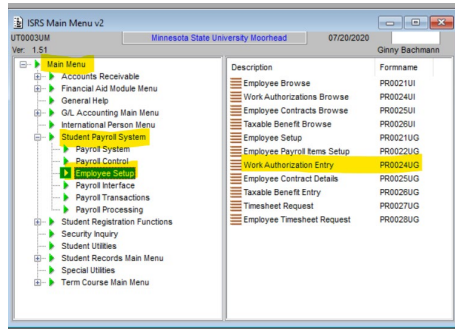 ISRS Main Menu v2
UT0003UM Minnesota State University Moorhead 07/20/2020
Ver: 1.51 Ginny Bachmann
Main Menu
Accounts Receivable
Financial Aid Module Menu
General Help
G/L Accounting Main Menu
International Person Menu
Student Payroll System
Payroll System
Payroll Control
Employee Setup
Payroll Interface
Payroll Transactions
Payroll Processing
Student Registration Functions
Security Inquiry
Student Utilities
Student Records Main Menu
Special Utilities
Term Course Main Menu
Description Formname
Employee Browse PR0021UI
Work Authorizations Browse PR0024UI
Employee Contracts Browse PR0025UI
Taxable Benefit Browse PR0026UI
Employee Setup PR0021UG
Employee Payroll Items Setup PR0022UG
Work Authorization Entry PR0024UG
Employee Contract Details PR0025UG
Taxable Benefit Entry PR0026UG
Timesheet Request PR0027UG
Employee Timesheet Request PR0028UG